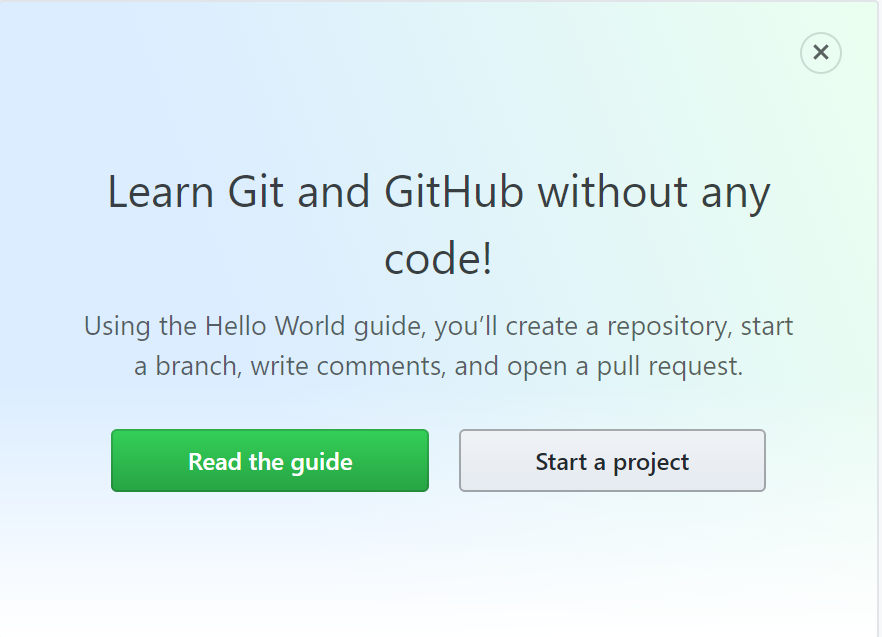 Learn Git and GitHub without any
code!
Using the Hello World guide, you’ll create a repository, start
a branch, write comments, and open a pull request.
Read the guide
Start a project